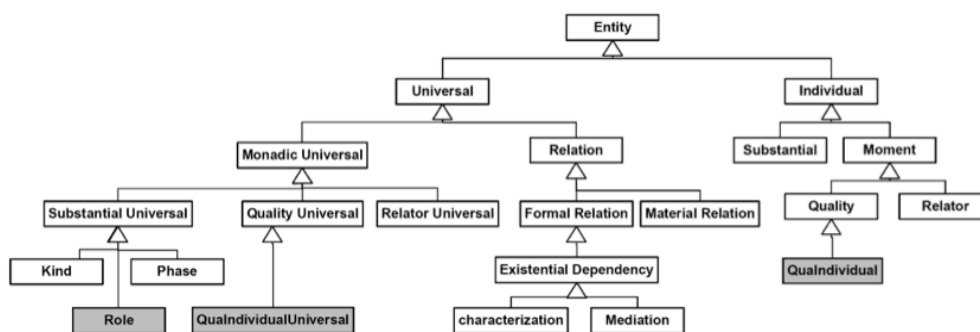 Entity
Universal
Individual
Monadic Universal
Relation
Substantial
Moment
Substantial Universal
Quality Universal
Relator Universal
Formal Relation
Material Relation
Quality
Relator
Kind
Phase
Existential Dependency
QuaIndividual
Role
QuaIndividualUniversal
characterization
Mediation